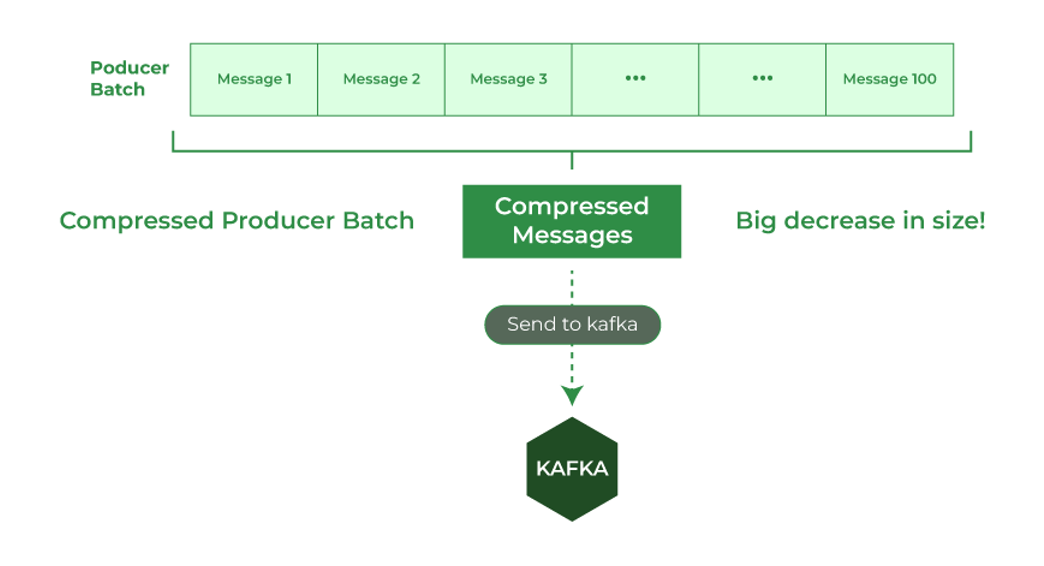 Poducer
Batch
Message 1
Message 2
Message 3
•••
•••
Message 100
Compressed Producer Batch
Compressed
Messages
Big decrease in size!
Send to kafka
KAFKA